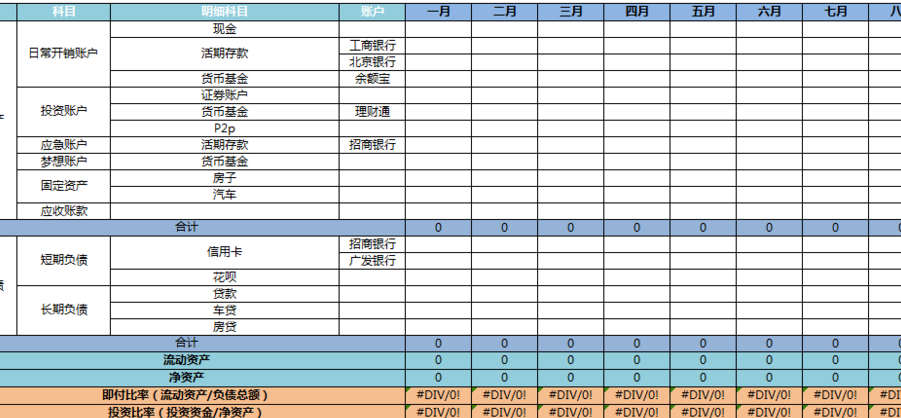 科目 明细科目 账户 一月 二月 三月 四月 五月 六月 七月 八
现金
日常开销账户 活期存款 工商银行
北京银行
货币基金 余额宝
证券账户
投资账户 货币基金 理财通
P2p
应急账户 活期存款 招商银行
梦想账户 货币基金
固定资产 房子
汽车
应收账款
合计 0 0 0 0 0 0 0 0
短期负债 信用卡 招商银行
广发银行
花呗
长期负债 贷款
车贷
房贷
合计 0 0 0 0 0 0 0 0
流动资产 0 0 0 0 0 0 0 0
净资产 0 0 0 0 0 0 0 0
即付比率（流动资产/负债总额） #DIV/0! #DIV/0! #DIV/0! #DIV/0! #DIV/0! #DIV/0! #DIV/0! #DI
投资比率（投资资金/净资产） #DIV/0! #DIV/0! #DIV/0! #DIV/0! #DIV/0! #DIV/0! #DIV/0! #DI